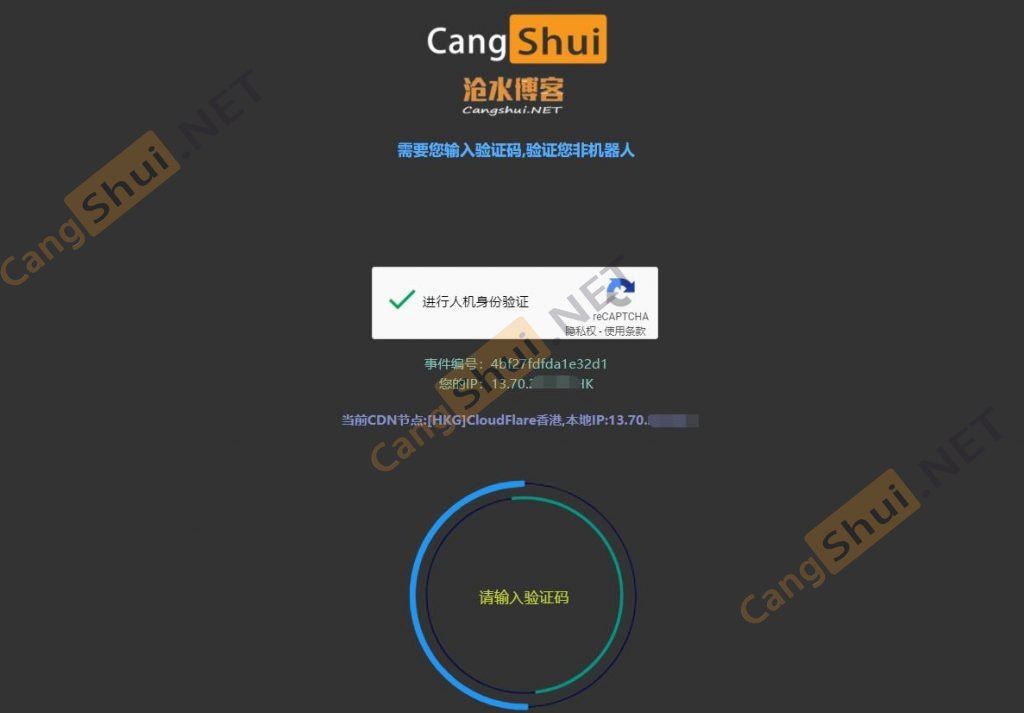 CangShui
沧水博客
Cangshui.NET
需要您输入验证码,验证您非机器人
CangShui.NET
进行人机身份验证
reCAPTCHA
隐私权 - 使用条款
CangShui.NET
事件编号：4bf27fdfda1e32d1
您的IP：13.70. HK
当前CDN节点:[HKG]CloudFlare香港,本地IP:13.70.
CangShui.NET
请输入验证码